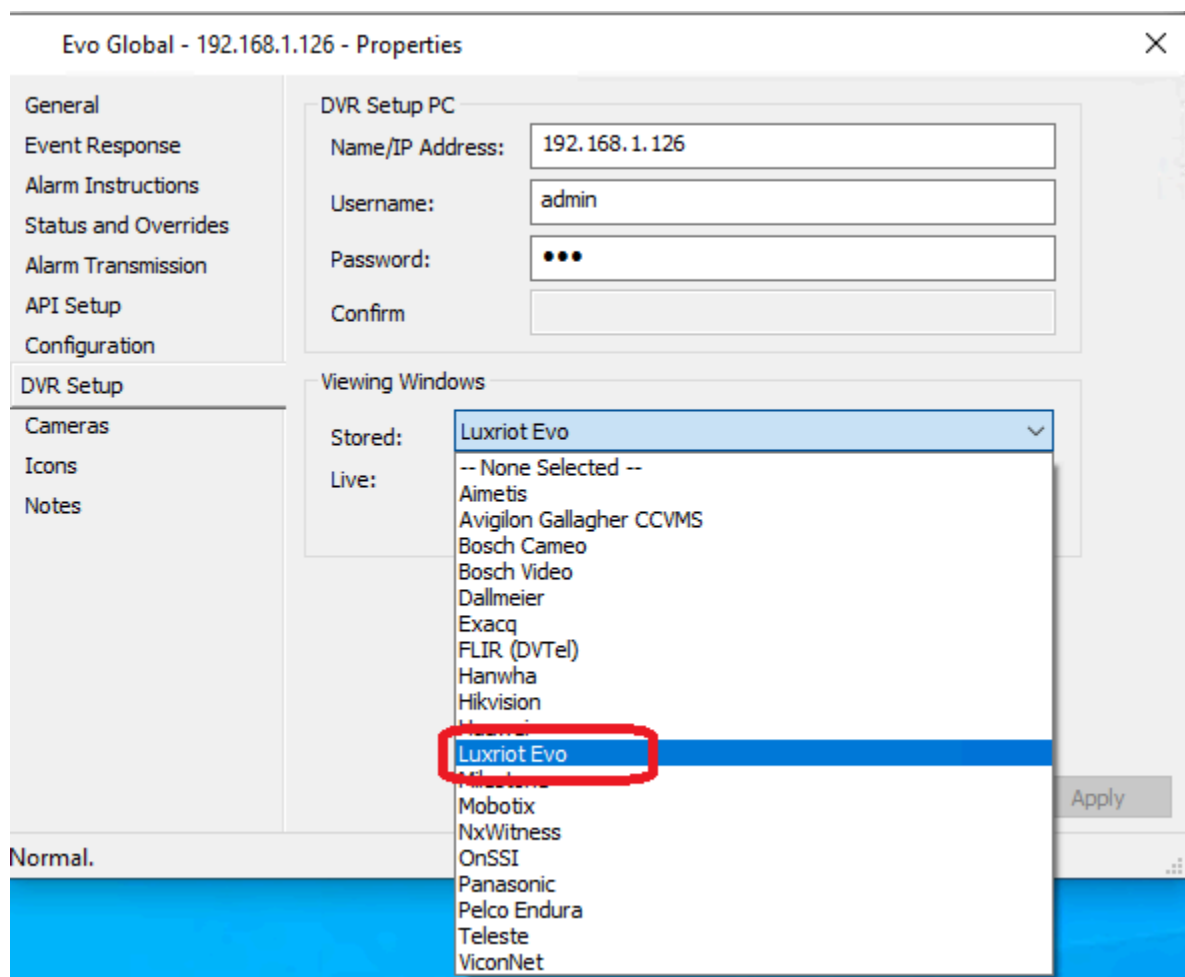 Evo Global - 192.168.1.126 - Properties
General
Event Response
Alarm Instructions
Status and Overrides
Alarm Transmission
API Setup
Configuration
DVR Setup
Cameras
Icons
Notes
DVR Setup PC
Name/IP Address: 192.168.1.126
Username: admin
Password: •••
Confirm
Viewing Windows
Stored: Luxriot Evo
Live:
-- None Selected --
Aimetis
Avigilon Gallagher CCVMS
Bosch Cameo
Bosch Video
Dallmeier
Exacq
FLIR (DVTel)
Hanwha
Hikvision
Luxriot Evo
Milestone
Mobotix
NxWitness
OnSSI
Panasonic
Pelco Endura
Teleste
ViconNet
Apply
Normal.